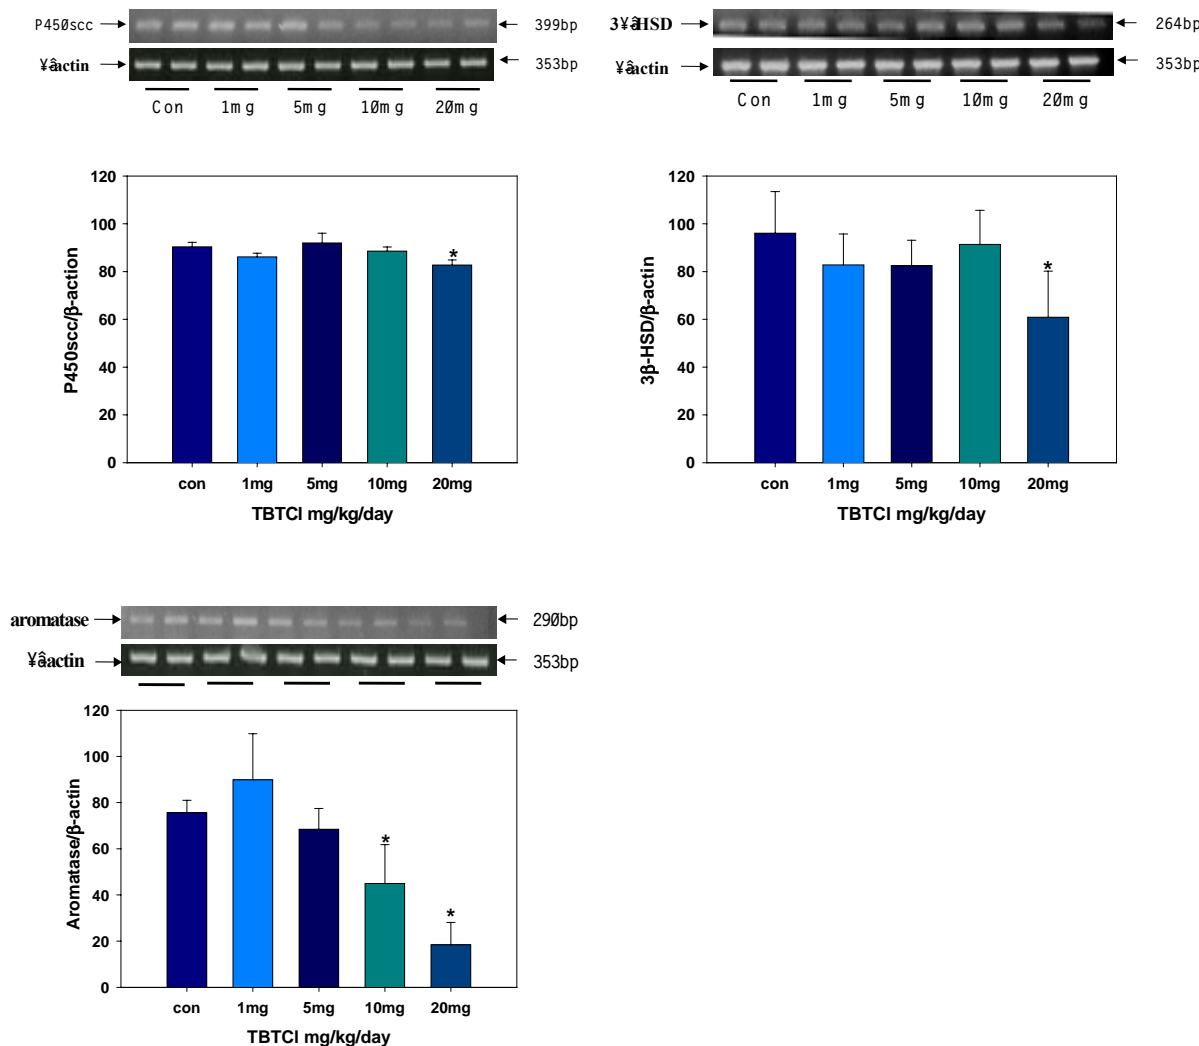 P450scc 399bp
¥âactin 353bp
Con 1mg 5mg 10mg 20mg
120
100
80
60
40
20
0
P450scc/β-action
*
con 1mg 5mg 10mg 20mg
TBTCl mg/kg/day
3¥â-HSD 264bp
¥âactin 353bp
Con 1mg 5mg 10mg 20mg
120
100
80
60
40
20
0
3β-HSD/β-actin
*
con 1mg 5mg 10mg 20mg
TBTCl mg/kg/day
aromatase 290bp
¥âactin 353bp
120
100
80
60
40
20
0
Aromatase/β-actin
*
*
con 1mg 5mg 10mg 20mg
TBTCl mg/kg/day